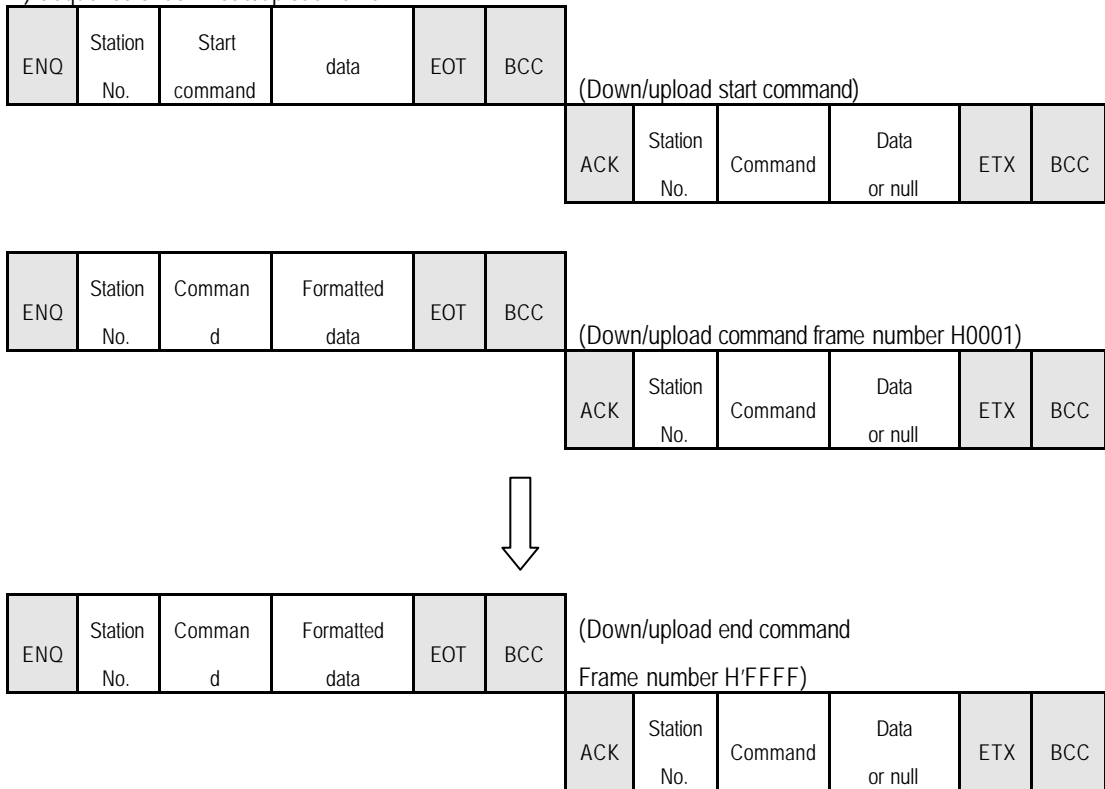 ENQ Station No. Start command data EOT BCC
(Down/upload start command)
ACK Station No. Command Data or null ETX BCC
ENQ Station No. Comman d Formatted data EOT BCC
(Down/upload command frame number H0001)
ACK Station No. Command Data or null ETX BCC
ENQ Station No. Comman d Formatted data EOT BCC
(Down/upload end command
Frame number H'FFFF)
ACK Station No. Command Data or null ETX BCC